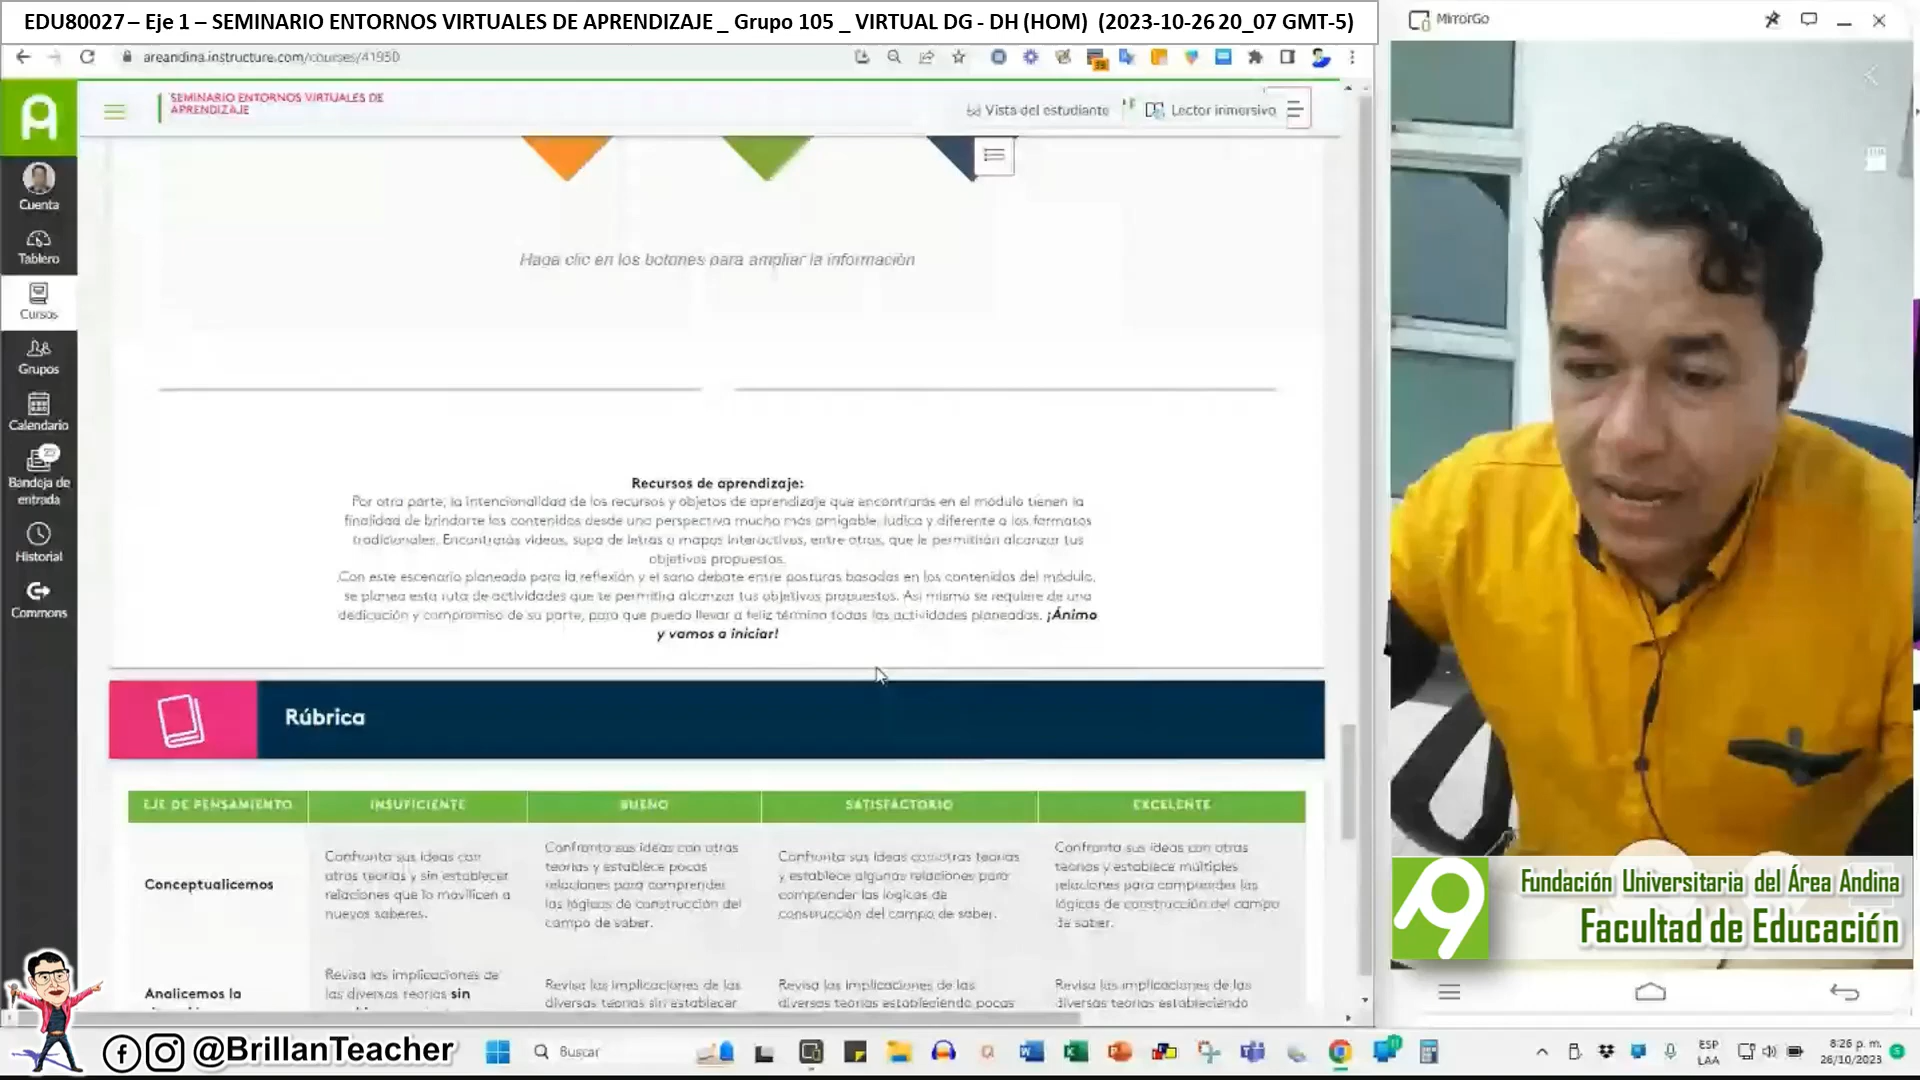 EDU80027 – Eje 1 – SEMINARIO ENTORNOS VIRTUALES DE APRENDIZAJE _ Grupo 105 _ VIRTUAL DG - DH (HOM) (2023-10-26 20_07 GMT-5)
MirrorGo
areandina.instructure.com/courses/41950
SEMINARIO ENTORNOS VIRTUALES DE
APRENDIZAJE
Vista del estudiante
Lector inmersivo
Cuenta
Tablero
Cursos
Grupos
Calendario
Bandeja de
entrada
Historial
Commons
Haga clic en los botones para ampliar la información
Recursos de aprendizaje:
Por otra parte, la intencionalidad de los recursos y objetos de aprendizaje que encontraras en el módulo tienen la
finalidad de brindarte los contenidos desde una perspectiva mucho más amigable, lúdica y diferente a los formatos
tradicionales. Encontrarás videos, sopa de letras o mapas interactivos, entre otros, que le permitirán alcanzar tus
objetivos propuestos.
Con este escenario planeado para la reflexión y el sano debate entre posturas basadas en los contenidos del módulo,
se planea esta ruta de actividades que te permitirá alcanzar tus objetivos propuestos. Así mismo se requiere de una
dedicación y compromiso de su parte, para que pueda llevar a feliz término todas las actividades planeadas. ¡Ánimo
y vamos a iniciar!
Rúbrica
EJE DE PENSAMIENTO INSUFICIENTE BUENO SATISFACTORIO EXCELENTE
Conceptualicemos
Confronta sus ideas con
otras teorías y sin establecer
relaciones que lo movilicen a
nuevos saberes.
Confronta sus ideas con otras
teorías y establece pocas
relaciones para comprender
las lógicas de construcción del
campo de saber.
Confronta sus ideas con otras teorías
y establece algunas relaciones para
comprender las lógicas de
construcción del campo de saber.
Confronta sus ideas con otras
teorías y establece múltiples
relaciones para comprender las
lógicas de construcción del campo
de saber.
Analicemos la
Revisa las implicaciones de
las diversas teorías sin
Revisa las implicaciones de las
diversas teorías sin establecer
Revisa las implicaciones de las
diversas teorías estableciendo pocas
Revisa las implicaciones de las
diversas teorías estableciendo
Fundación Universitaria del Área Andina
Facultad de Educación
@BrillanTeacher
Buscar
ESP
LAA
8:26 p. m.
26/10/2023